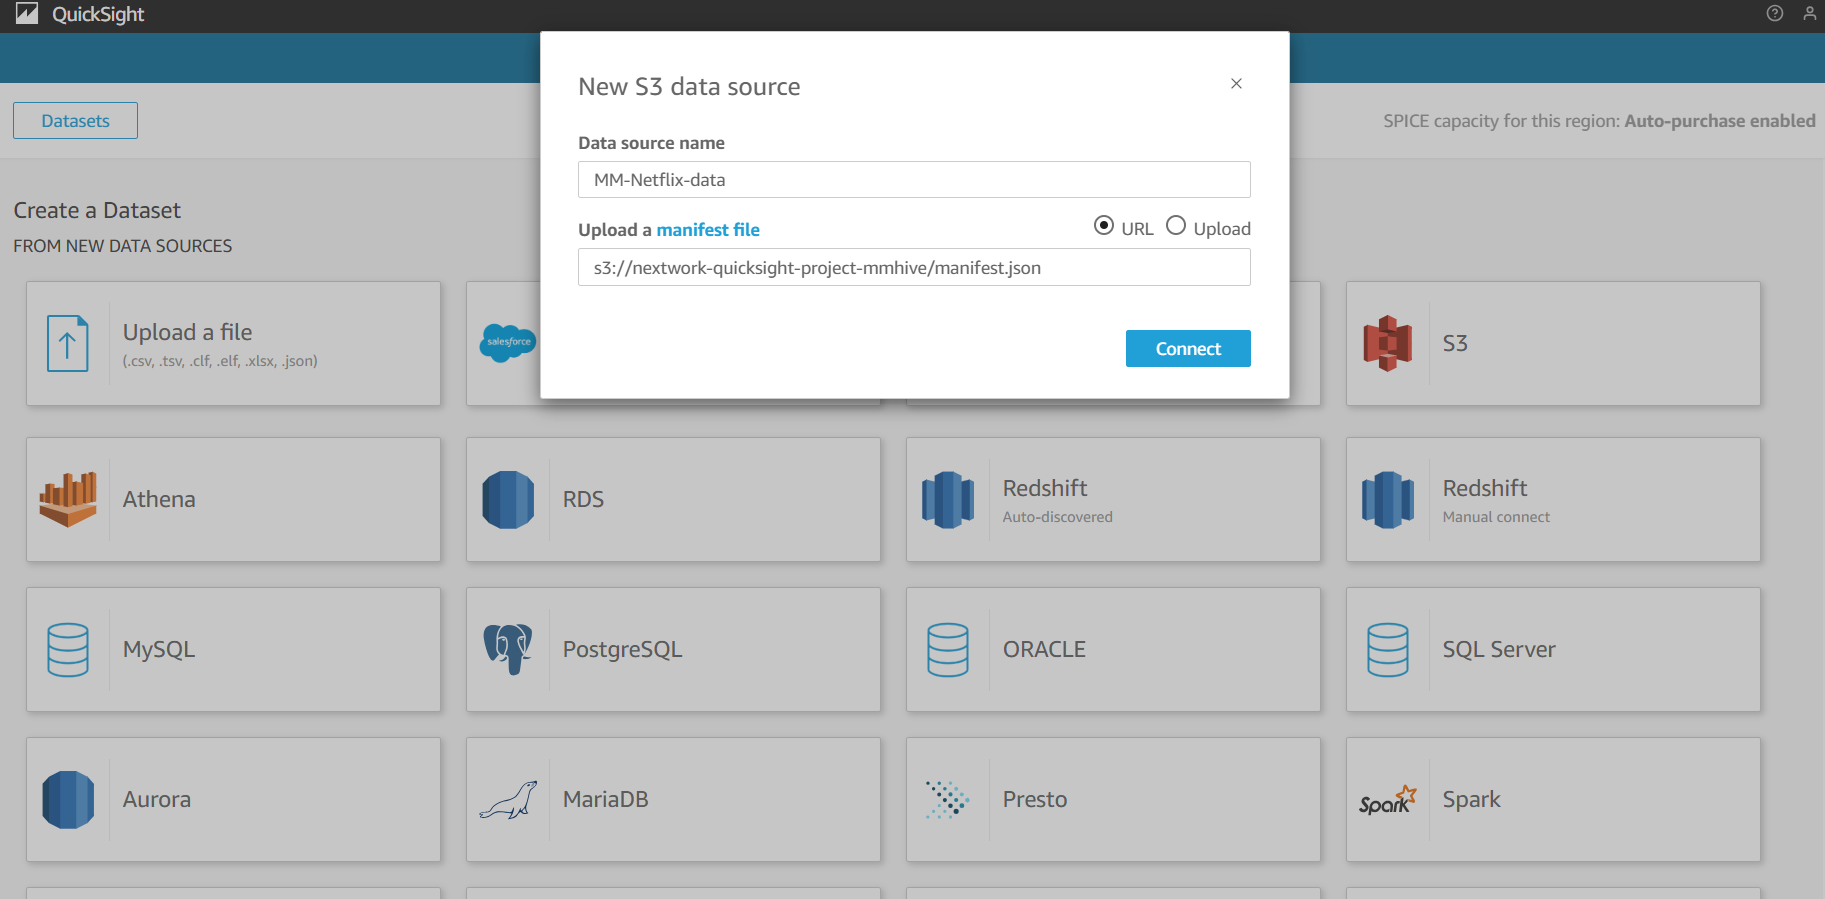 QuickSight
Datasets
SPICE capacity for this region: Auto-purchase enabled
New S3 data source
Data source name
MM-Netflix-data
Upload a manifest file
URL
Upload
s3://nextwork-quicksight-project-mmhive/manifest.json
Connect
Create a Dataset
FROM NEW DATA SOURCES
Upload a file
(.csv, .tsv, .clf, .elf, .xlsx, .json)
salesforce
S3
Athena
RDS
Redshift
Auto-discovered
Redshift
Manual connect
MySQL
PostgreSQL
ORACLE
SQL Server
Aurora
MariaDB
Presto
Spark
Spark